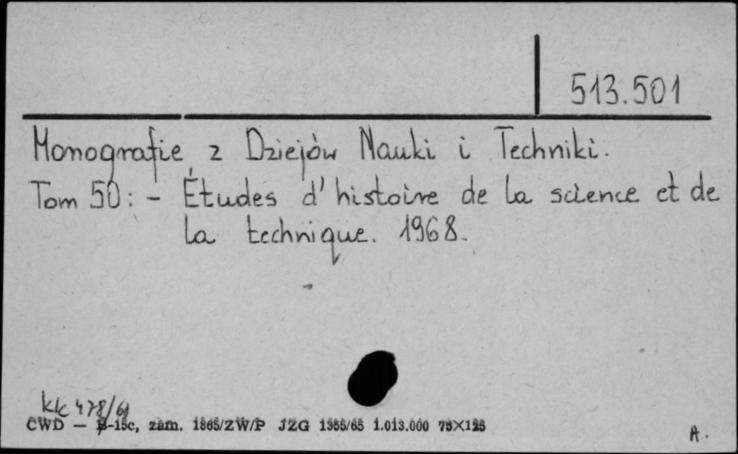 513.501
Monografie z Dziejów Nauki i Techniki.
Tom 50: - Études d'histoire de la science et de
la technique. 1968.
kk 478/69
CWD — B-15c, zam. 1865/ZW/P JZG 1355/65 1.013.000 75×125
A.